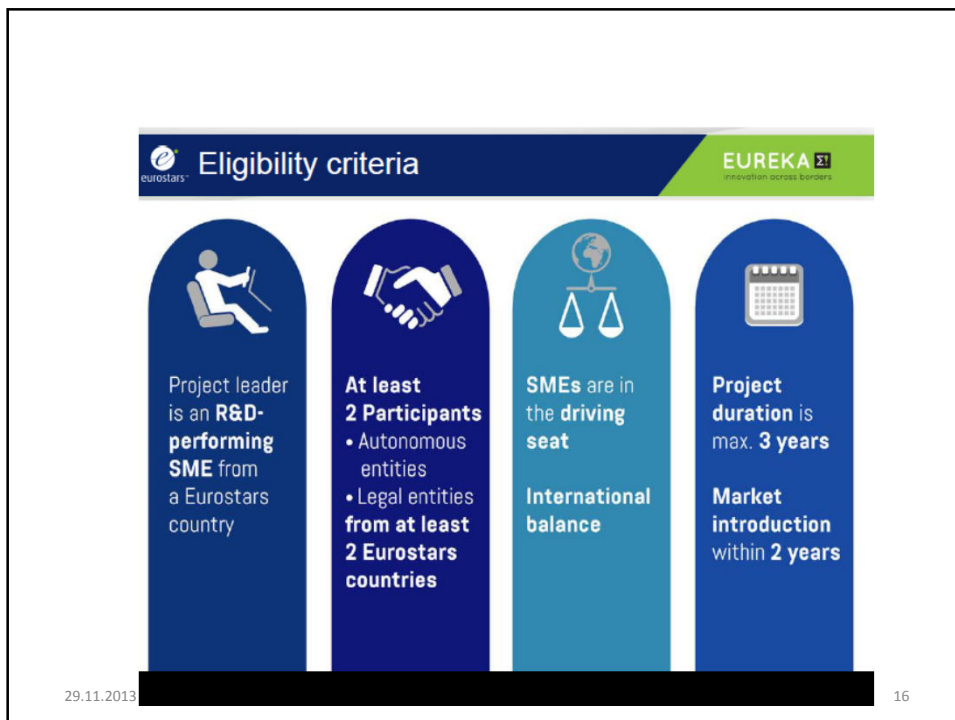 eurostars™
Eligibility criteria
EUREKA Σ!
innovation across borders
Project leader
is an R&D-
performing
SME from
a Eurostars
country
At least
2 Participants
• Autonomous
entities
• Legal entities
from at least
2 Eurostars
countries
SMEs are in
the driving
seat
International
balance
Project
duration is
max. 3 years
Market
introduction
within 2 years
29.11.2013
16